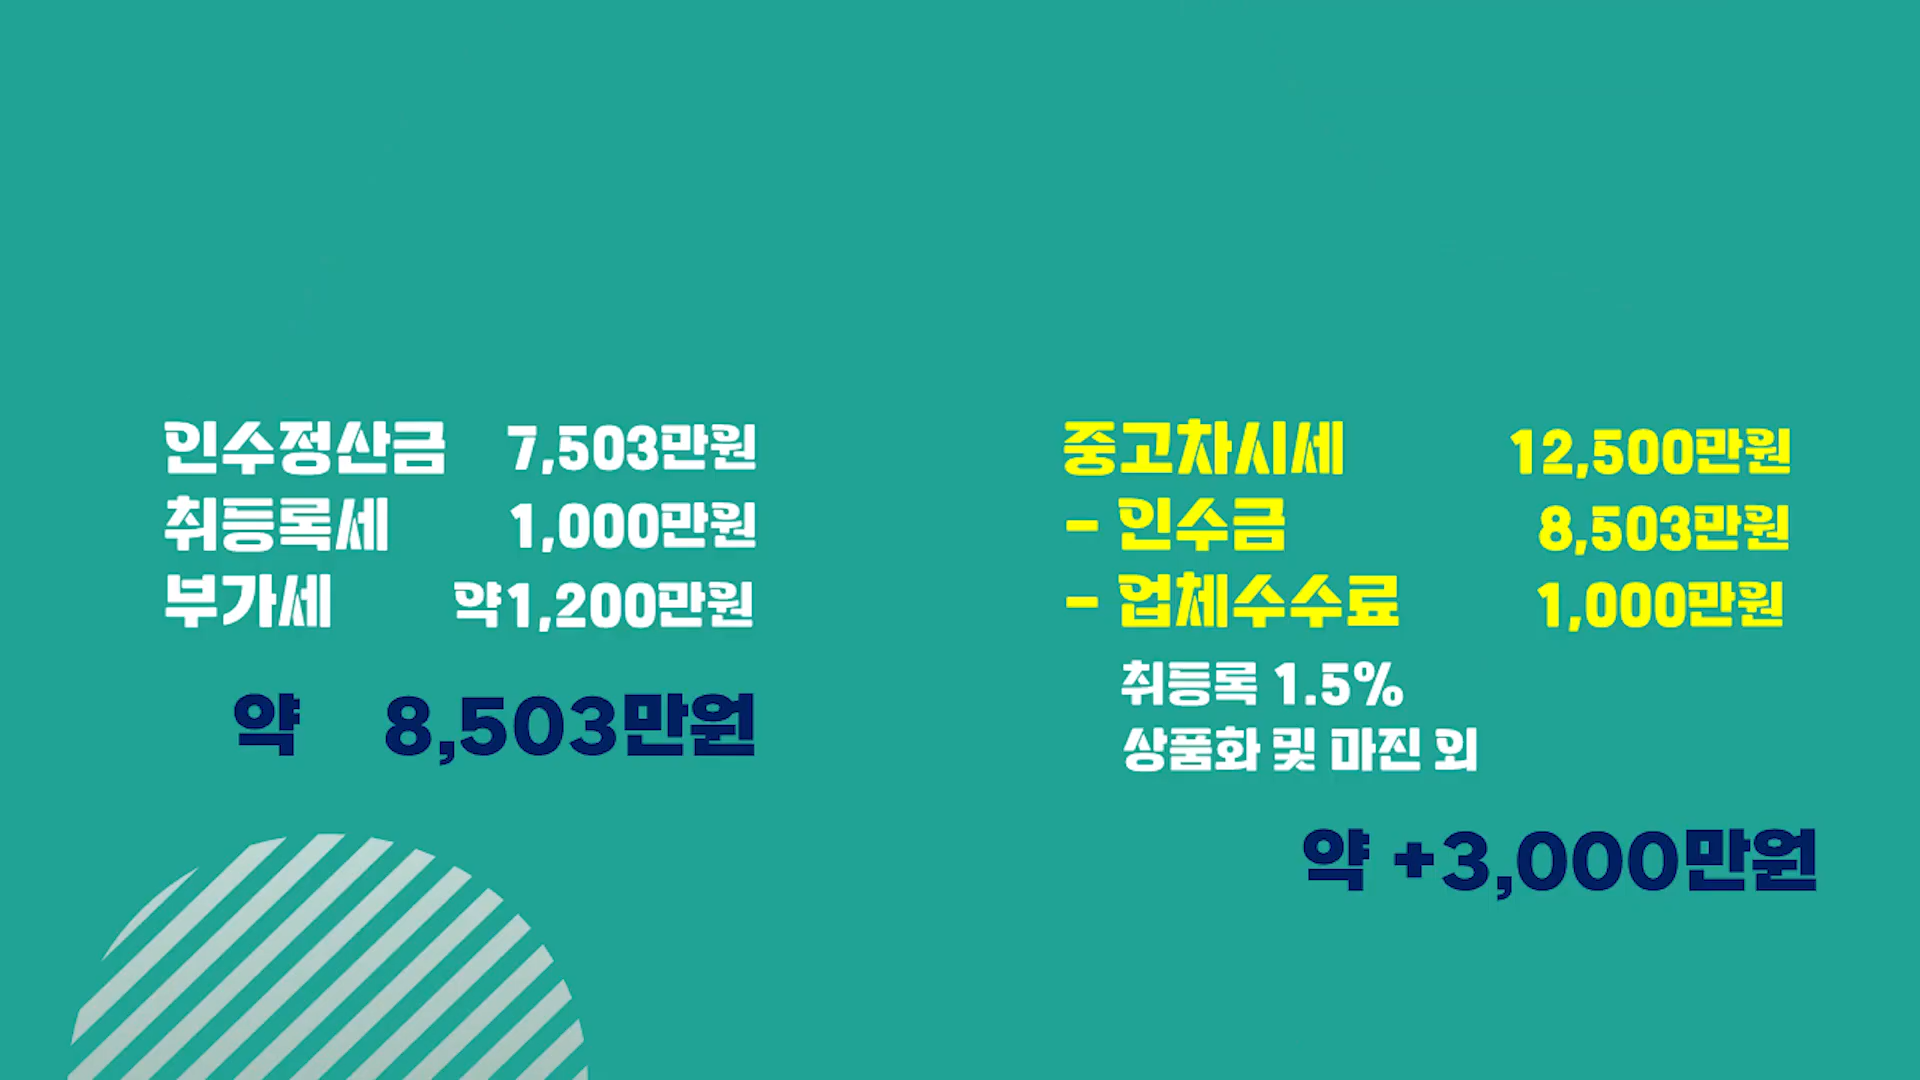 인수정산금 7,503만원
취등록세 1,000만원
부가세 약1,200만원
약 8,503만원
중고차시세 12,500만원
- 인수금 8,503만원
- 업체수수료 1,000만원
취등록 1.5%
상품화 및 마진 외
약 +3,000만원